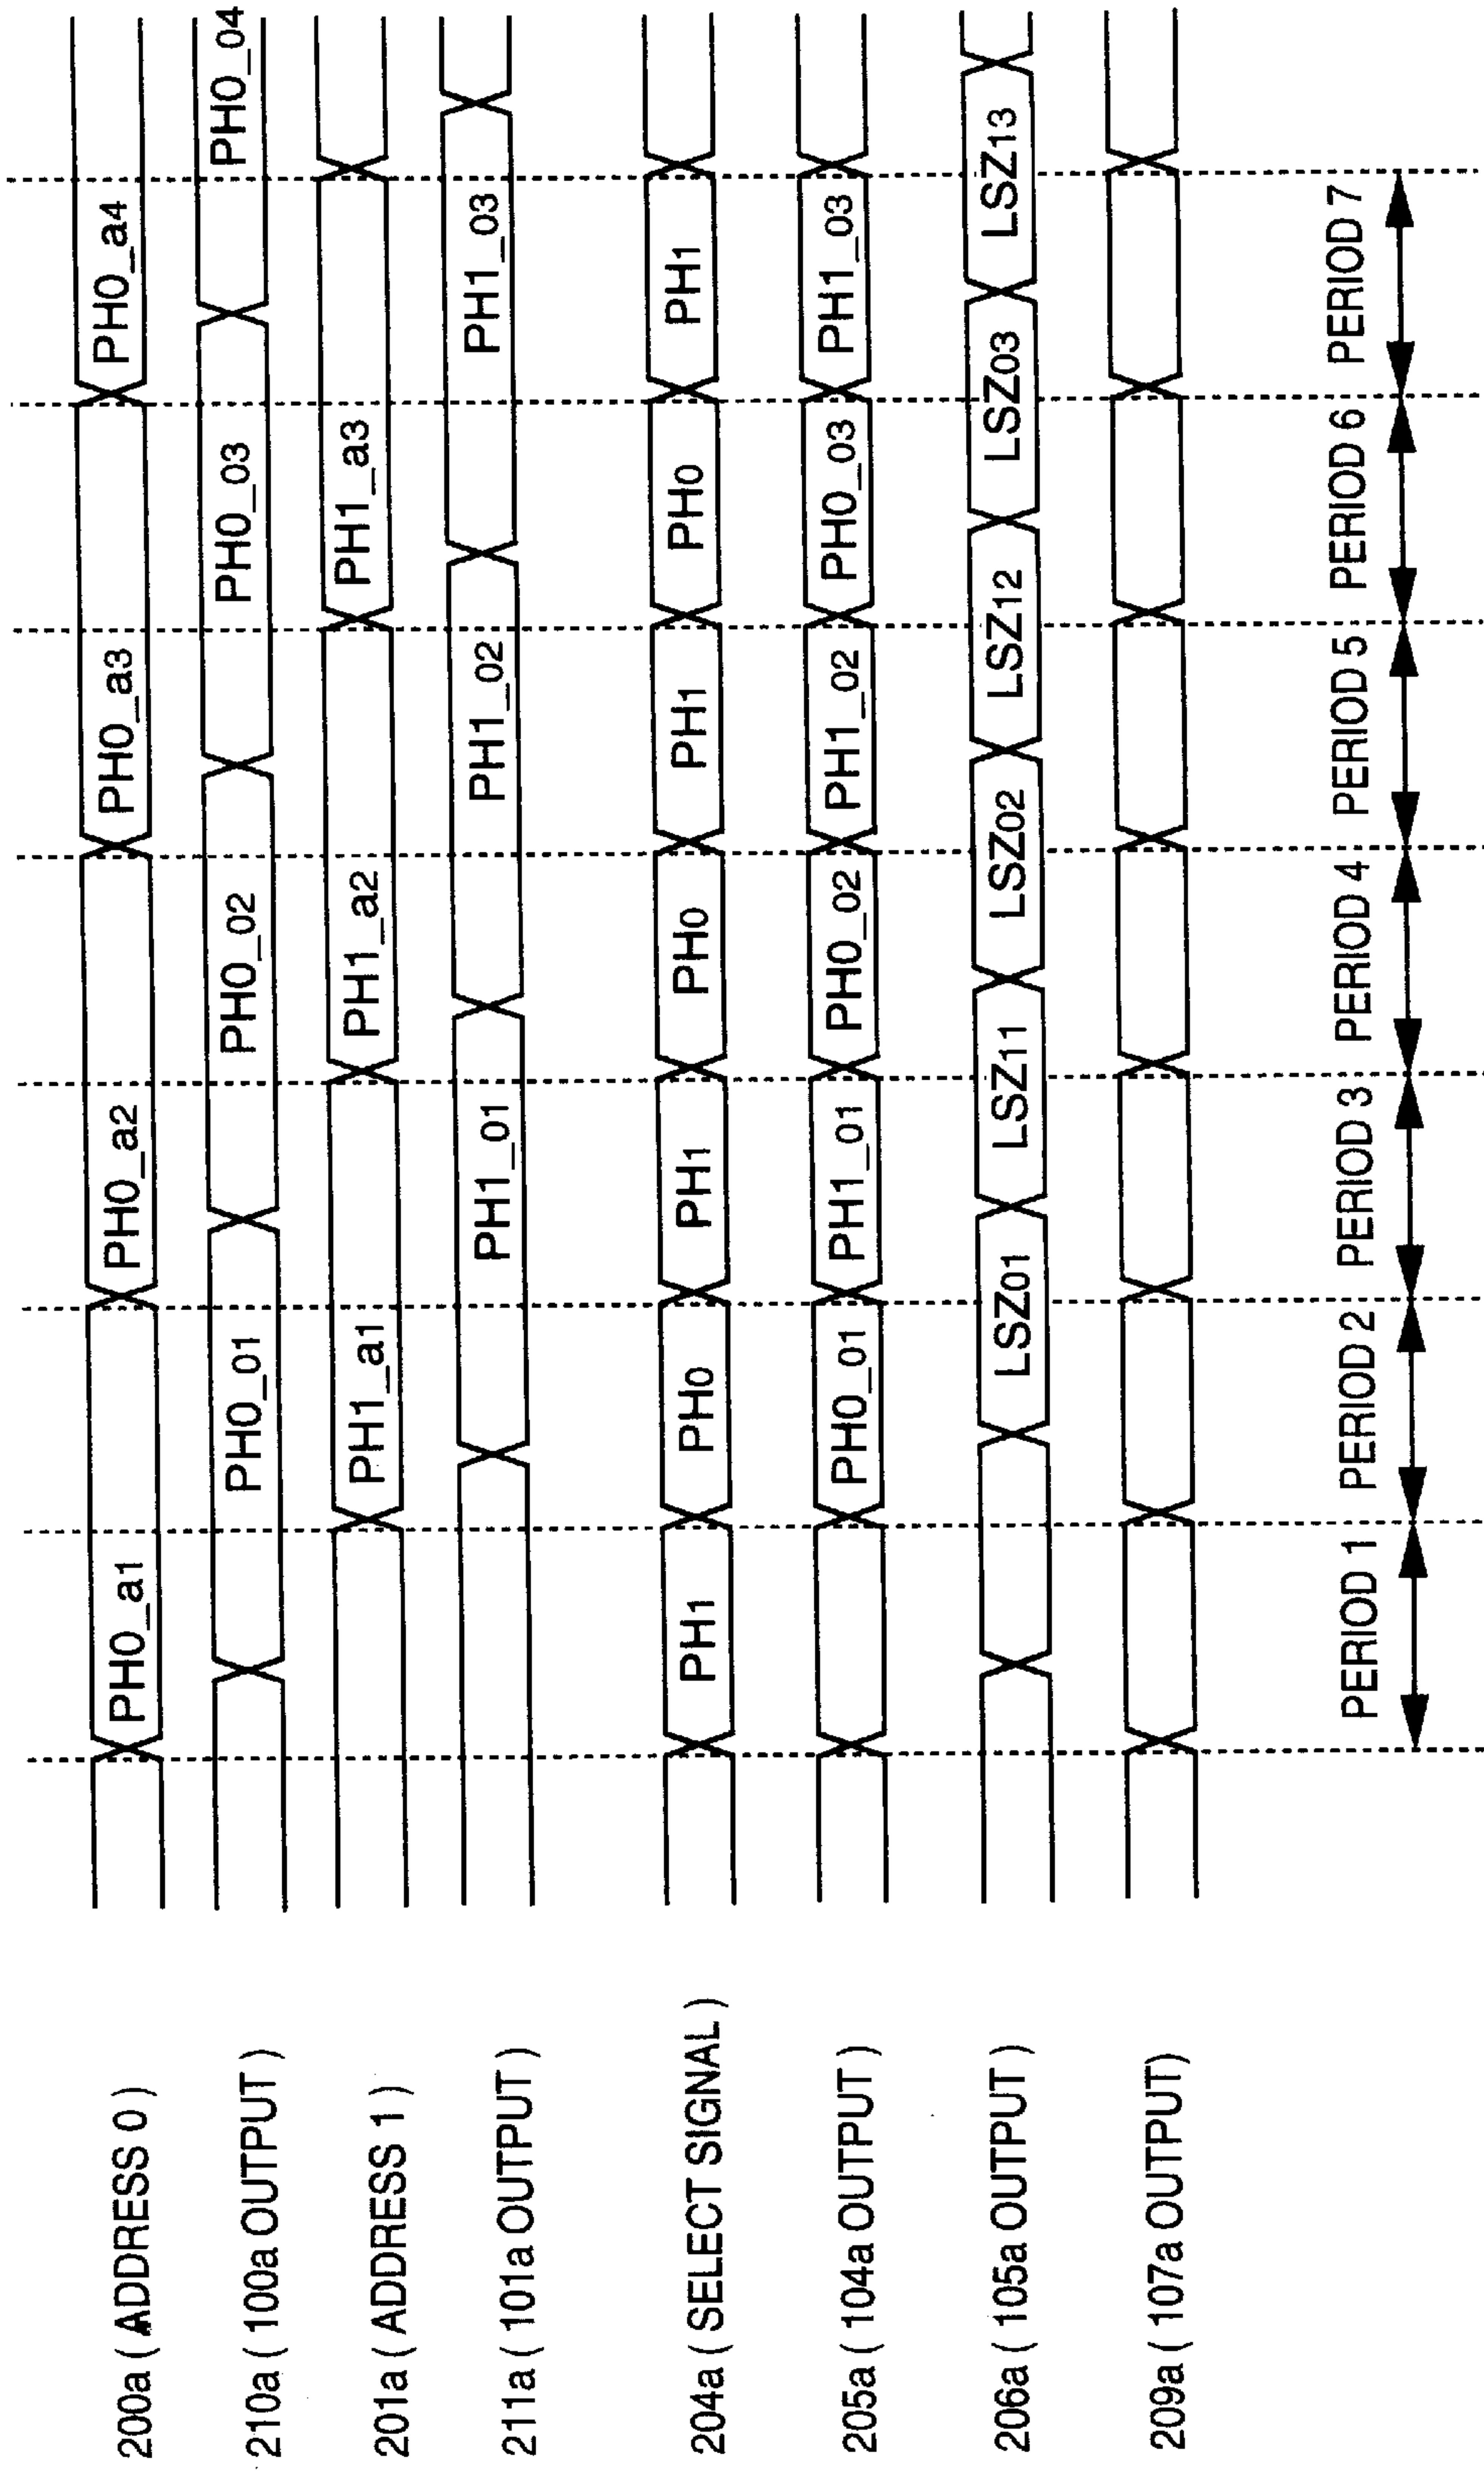 200a ( ADDRESS 0 ) PH0_a1 PH0_a2 PH0_a3 PH0_a4
210a ( 100a OUTPUT ) PH0_01 PH0_02 PH0_03 PH0_04
201a ( ADDRESS 1 ) PH1_a1 PH1_a2 PH1_a3
211a ( 101a OUTPUT ) PH1_01 PH1_02 PH1_03
204a ( SELECT SIGNAL ) PH1 PH0 PH1 PH0 PH1 PH0 PH1
205a ( 104a OUTPUT ) PH0_01 PH1_01 PH0_02 PH1_02 PH0_03 PH1_03
206a ( 105a OUTPUT ) LSZ01 LSZ11 LSZ02 LSZ12 LSZ03 LSZ13
209a ( 107a OUTPUT)
PERIOD 1 PERIOD 2 PERIOD 3 PERIOD 4 PERIOD 5 PERIOD 6 PERIOD 7